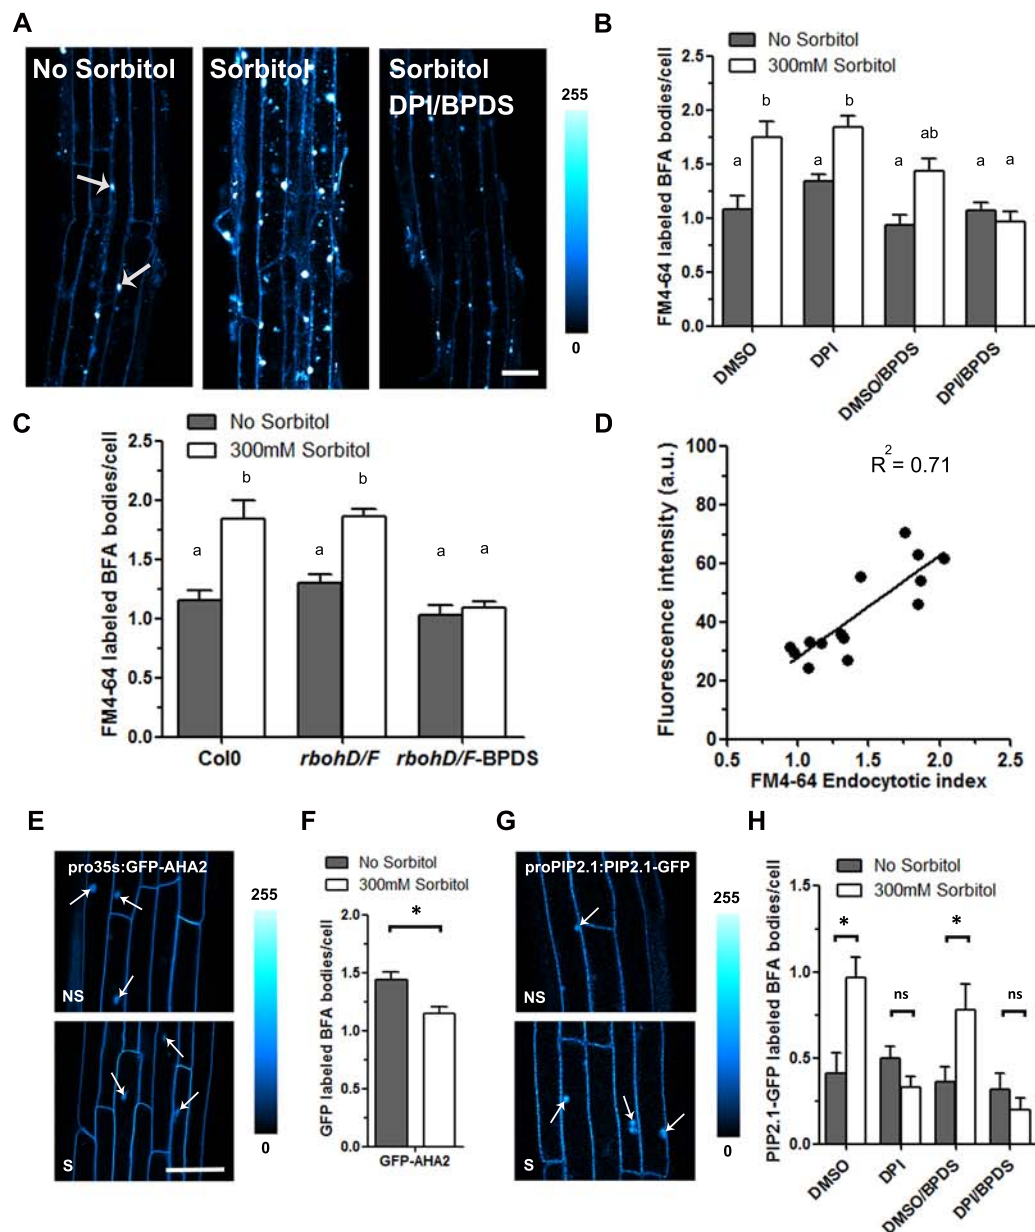 A
No Sorbitol
Sorbitol
Sorbitol
DPI/BPDS
255
0
B
No Sorbitol
300mM Sorbitol
FM4-64 labeled BFA bodies/cell
2.5
2.0
1.5
1.0
0.5
0.0
a
b
a
b
a
ab
a
a
DMSO
DPI
DMSO/BPDS
DPI/BPDS
C
No Sorbitol
300mM Sorbitol
FM4-64 labeled BFA bodies/cell
2.5
2.0
1.5
1.0
0.5
0.0
a
b
a
b
a
a
Col0
rbohD/F
rbohD/F-BPDS
D
R2 = 0.71
Fluorescence intensity (a.u.)
100
80
60
40
20
0
0.5
1.0
1.5
2.0
2.5
FM4-64 Endocytotic index
E
pro35s:GFP-AHA2
NS
S
255
0
F
No Sorbitol
300mM Sorbitol
GFP labeled BFA bodies/cell
2.0
1.5
1.0
0.5
0.0
*
GFP-AHA2
G
proPIP2.1:PIP2.1-GFP
NS
S
255
0
H
No Sorbitol
300mM Sorbitol
PIP2.1-GFP labeled BFA bodies/cell
1.5
1.0
0.5
0.0
*
ns
*
ns
DMSO
DPI
DMSO/BPDS
DPI/BPDS